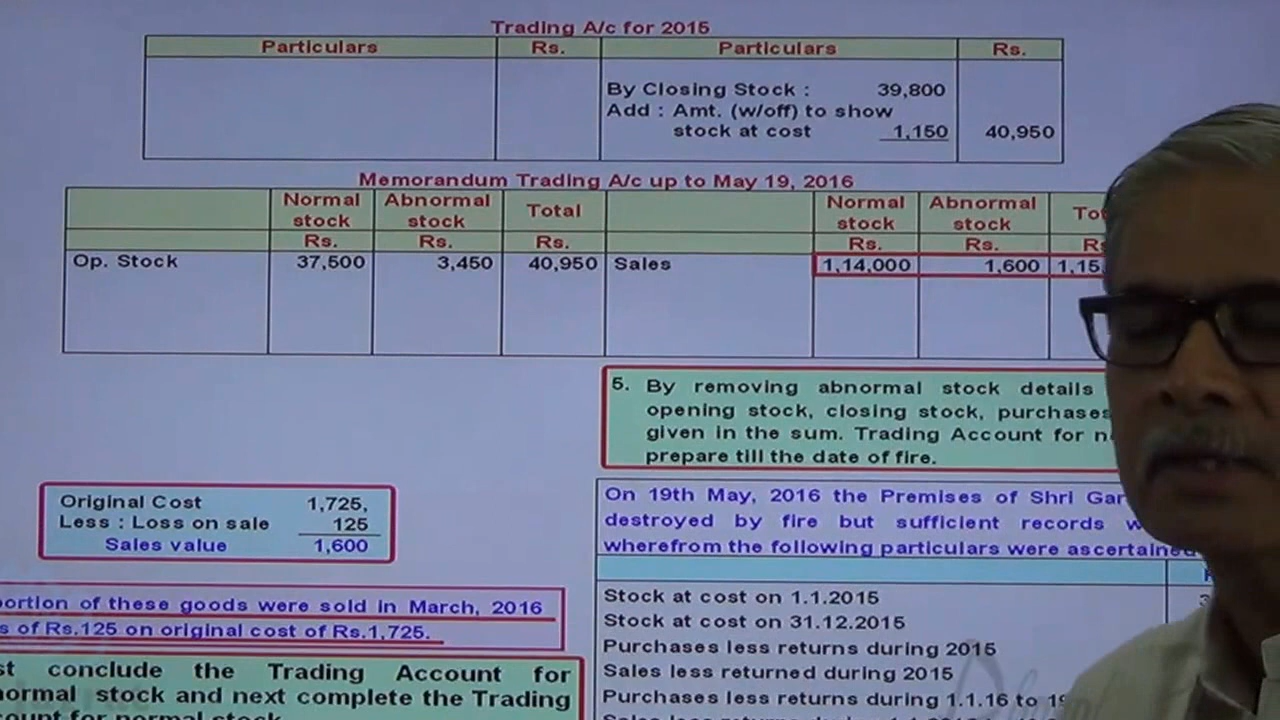 Trading A/c for 2015
Particulars Rs. Particulars Rs.
By Closing Stock : 39,800
Add : Amt. (w/off) to show
stock at cost 1,150 40,950
Memorandum Trading A/c up to May 19, 2016
Normal stock Abnormal stock Total Normal stock Abnormal stock
Rs. Rs. Rs. Rs. Rs.
Op. Stock 37,500 3,450 40,950 Sales 1,14,000 1,600 1,15,
5. By removing abnormal stock details
opening stock, closing stock, purchases
given in the sum. Trading Account for
prepare till the date of fire.
Original Cost 1,725,
Less : Loss on sale 125
Sales value 1,600
portion of these goods were sold in March, 2016
of Rs.125 on original cost of Rs.1,725.
conclude the Trading Account for
normal stock and next complete the Trading
for normal stock
On 19th May, 2016 the Premises of Shri
destroyed by fire but sufficient records
wherefrom the following particulars were ascertained
Stock at cost on 1.1.2015
Stock at cost on 31.12.2015
Purchases less returns during 2015
Sales less returned during 2015
Purchases less returns during 1.1.16 to